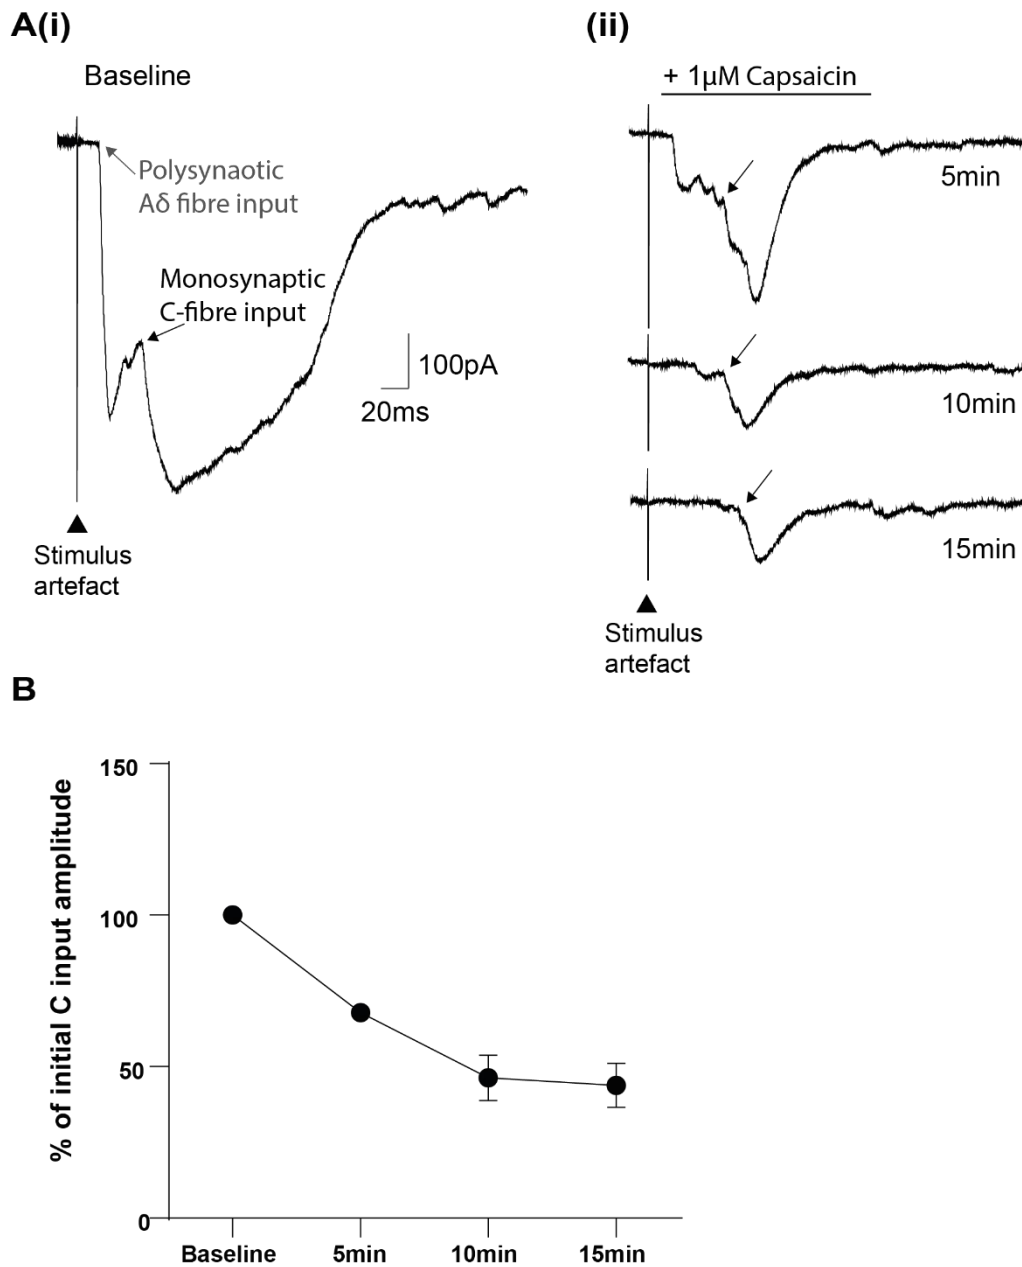 A(i)
Baseline
Polysynaotic
Aδ fibre input
Monosynaptic
C-fibre input
100pA
20ms
Stimulus
artefact
(ii)
+ 1µM Capsaicin
5min
10min
15min
Stimulus
artefact
B
% of initial C input amplitude
150
100
50
0
Baseline 5min 10min 15min